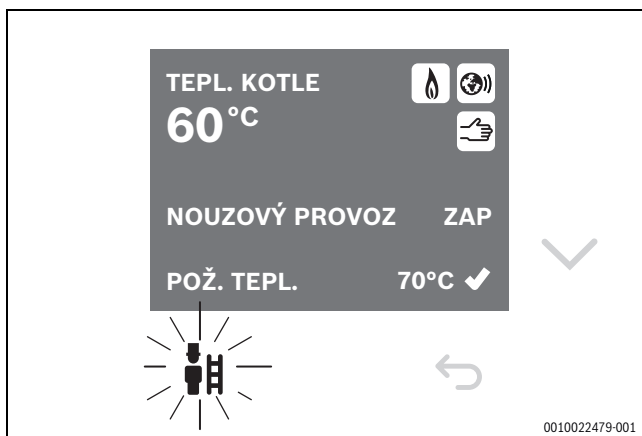 TEPL. KOTLE
60°C
NOUZOVÝ PROVOZ ZAP
POŽ. TEPL. 70°C
0010022479-001